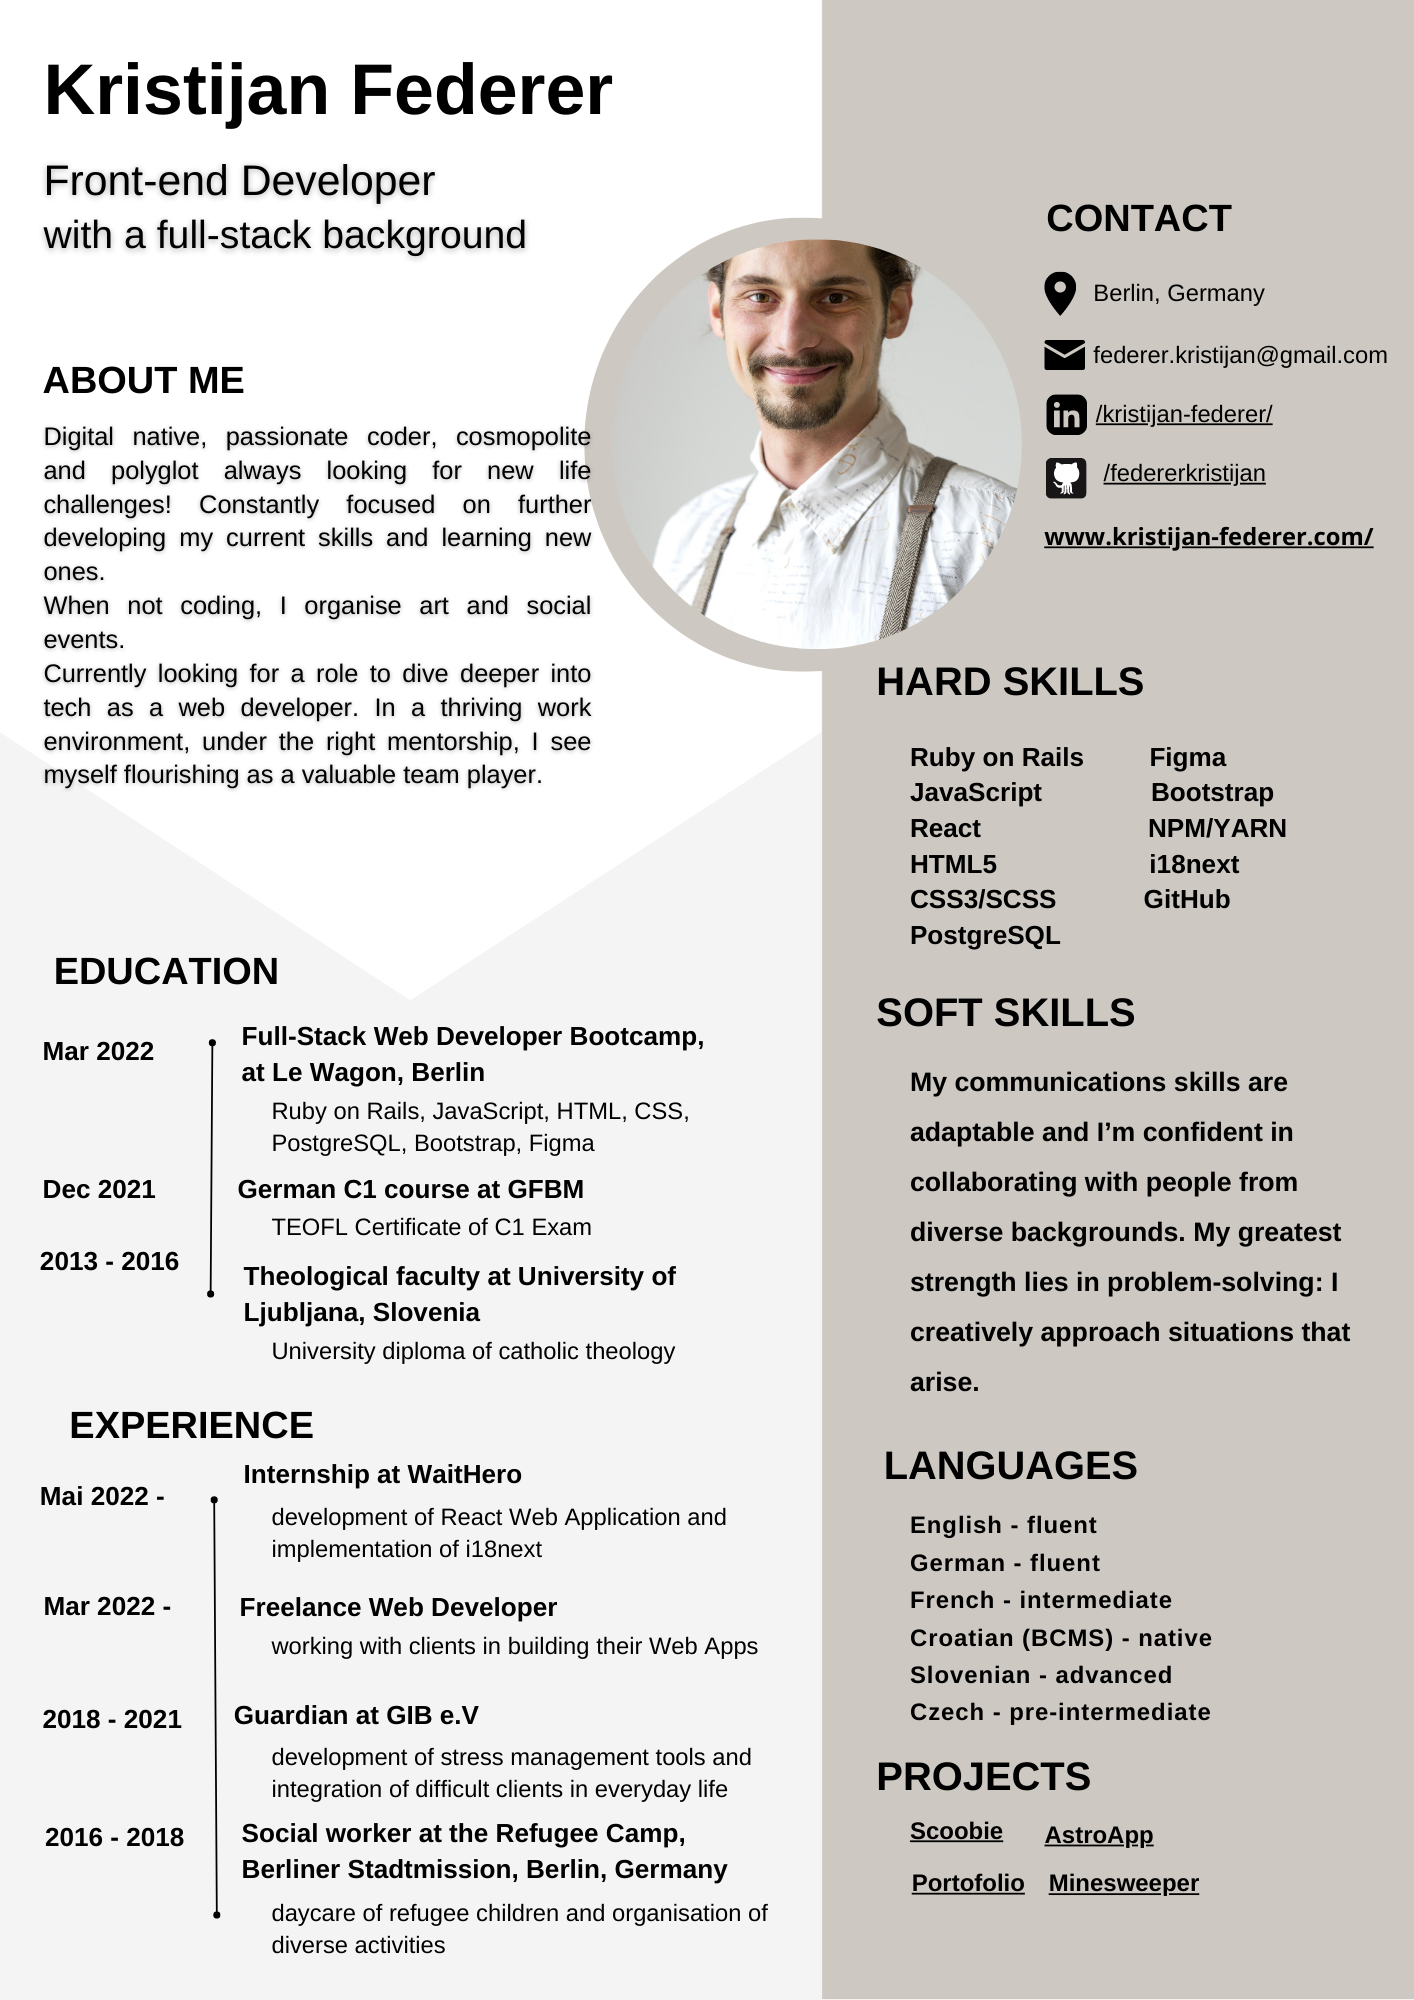 Kristijan Federer
Front-end Developer
with a full-stack background
ABOUT ME
Digital native, passionate coder, cosmopolite
and polyglot always looking for new life
challenges! Constantly focused on further
developing my current skills and learning new
ones.
When not coding, I organise art and social
events.
Currently looking for a role to dive deeper into
tech as a web developer. In a thriving work
environment, under the right mentorship, I see
myself flourishing as a valuable team player.
EDUCATION
Mar 2022
Full-Stack Web Developer Bootcamp,
at Le Wagon, Berlin
Ruby on Rails, JavaScript, HTML, CSS,
PostgreSQL, Bootstrap, Figma
Dec 2021
German C1 course at GFBM
TEOFL Certificate of C1 Exam
2013 - 2016
Theological faculty at University of
Ljubljana, Slovenia
University diploma of catholic theology
EXPERIENCE
Mai 2022 -
Internship at WaitHero
development of React Web Application and
implementation of i18next
Mar 2022 -
Freelance Web Developer
working with clients in building their Web Apps
2018 - 2021
Guardian at GIB e.V
development of stress management tools and
integration of difficult clients in everyday life
2016 - 2018
Social worker at the Refugee Camp,
Berliner Stadtmission, Berlin, Germany
daycare of refugee children and organisation of
diverse activities
CONTACT
Berlin, Germany
federer.kristijan@gmail.com
in
/kristijan-federer/
/federerkristijan
www.kristijan-federer.com/
HARD SKILLS
Ruby on Rails Figma
JavaScript Bootstrap
React NPM/YARN
HTML5 i18next
CSS3/SCSS GitHub
PostgreSQL
SOFT SKILLS
My communications skills are
adaptable and I’m confident in
collaborating with people from
diverse backgrounds. My greatest
strength lies in problem-solving: I
creatively approach situations that
arise.
LANGUAGES
English - fluent
German - fluent
French - intermediate
Croatian (BCMS) - native
Slovenian - advanced
Czech - pre-intermediate
PROJECTS
Scoobie AstroApp
Portofolio Minesweeper